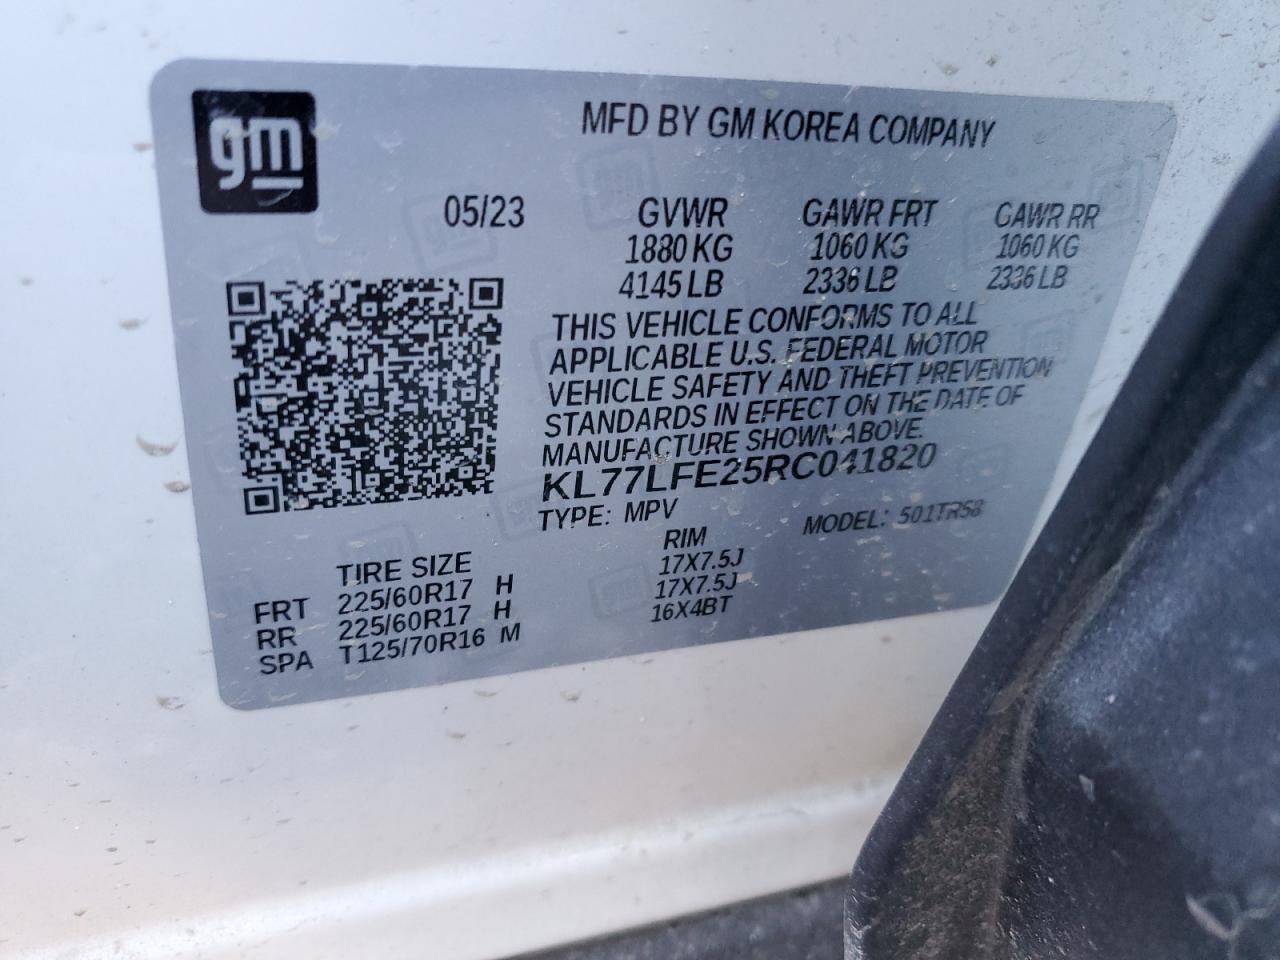 gm
MFD BY GM KOREA COMPANY
05/23 GVWR GAWR FRT GAWR RR
1880 KG 1060 KG 1060 KG
4145 LB 2336 LB 2336 LB
THIS VEHICLE CONFORMS TO ALL
APPLICABLE U.S. FEDERAL MOTOR
VEHICLE SAFETY AND THEFT PREVENTION
STANDARDS IN EFFECT ON THE DATE OF
MANUFACTURE SHOWN ABOVE.
KL77LFE25RC041820
TYPE: MPV MODEL: 501TR58
TIRE SIZE RIM
FRT 225/60R17 H 17X7.5J
RR 225/60R17 H 17X7.5J
SPA T125/70R16 M 16X4BT